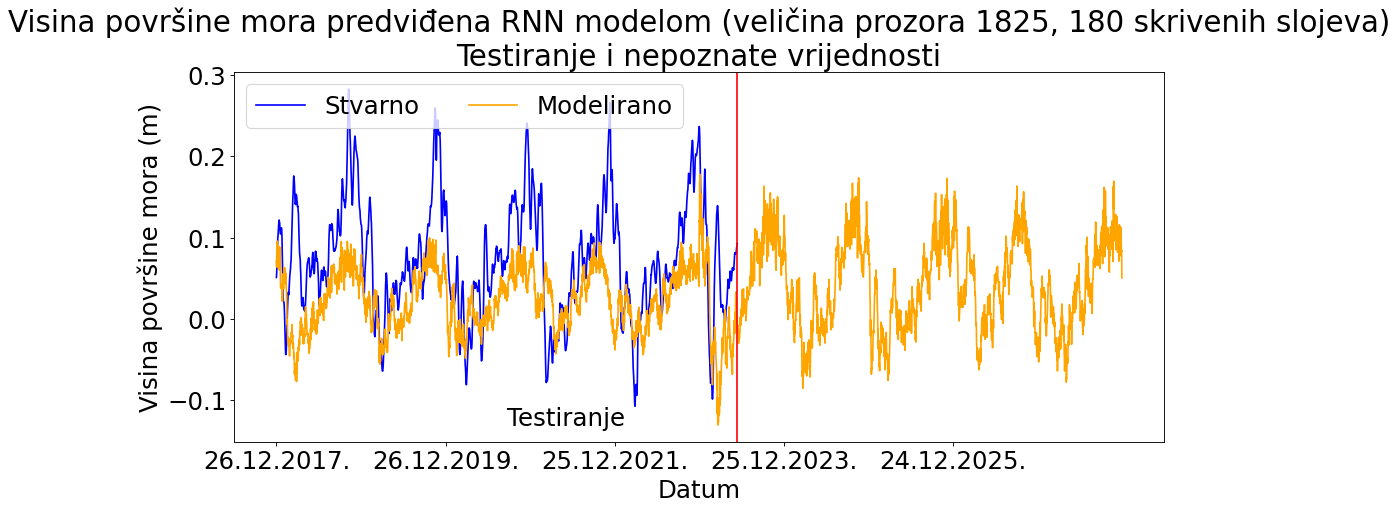 Visina površine mora predviđena RNN modelom (veličina prozora 1825, 180 skrivenih slojeva)
Testiranje i nepoznate vrijednosti
Stvarno
Modelirano
Visina površine mora (m)
0.3
0.2
0.1
0.0
−0.1
Testiranje
26.12.2017.
26.12.2019.
25.12.2021.
25.12.2023.
24.12.2025.
Datum